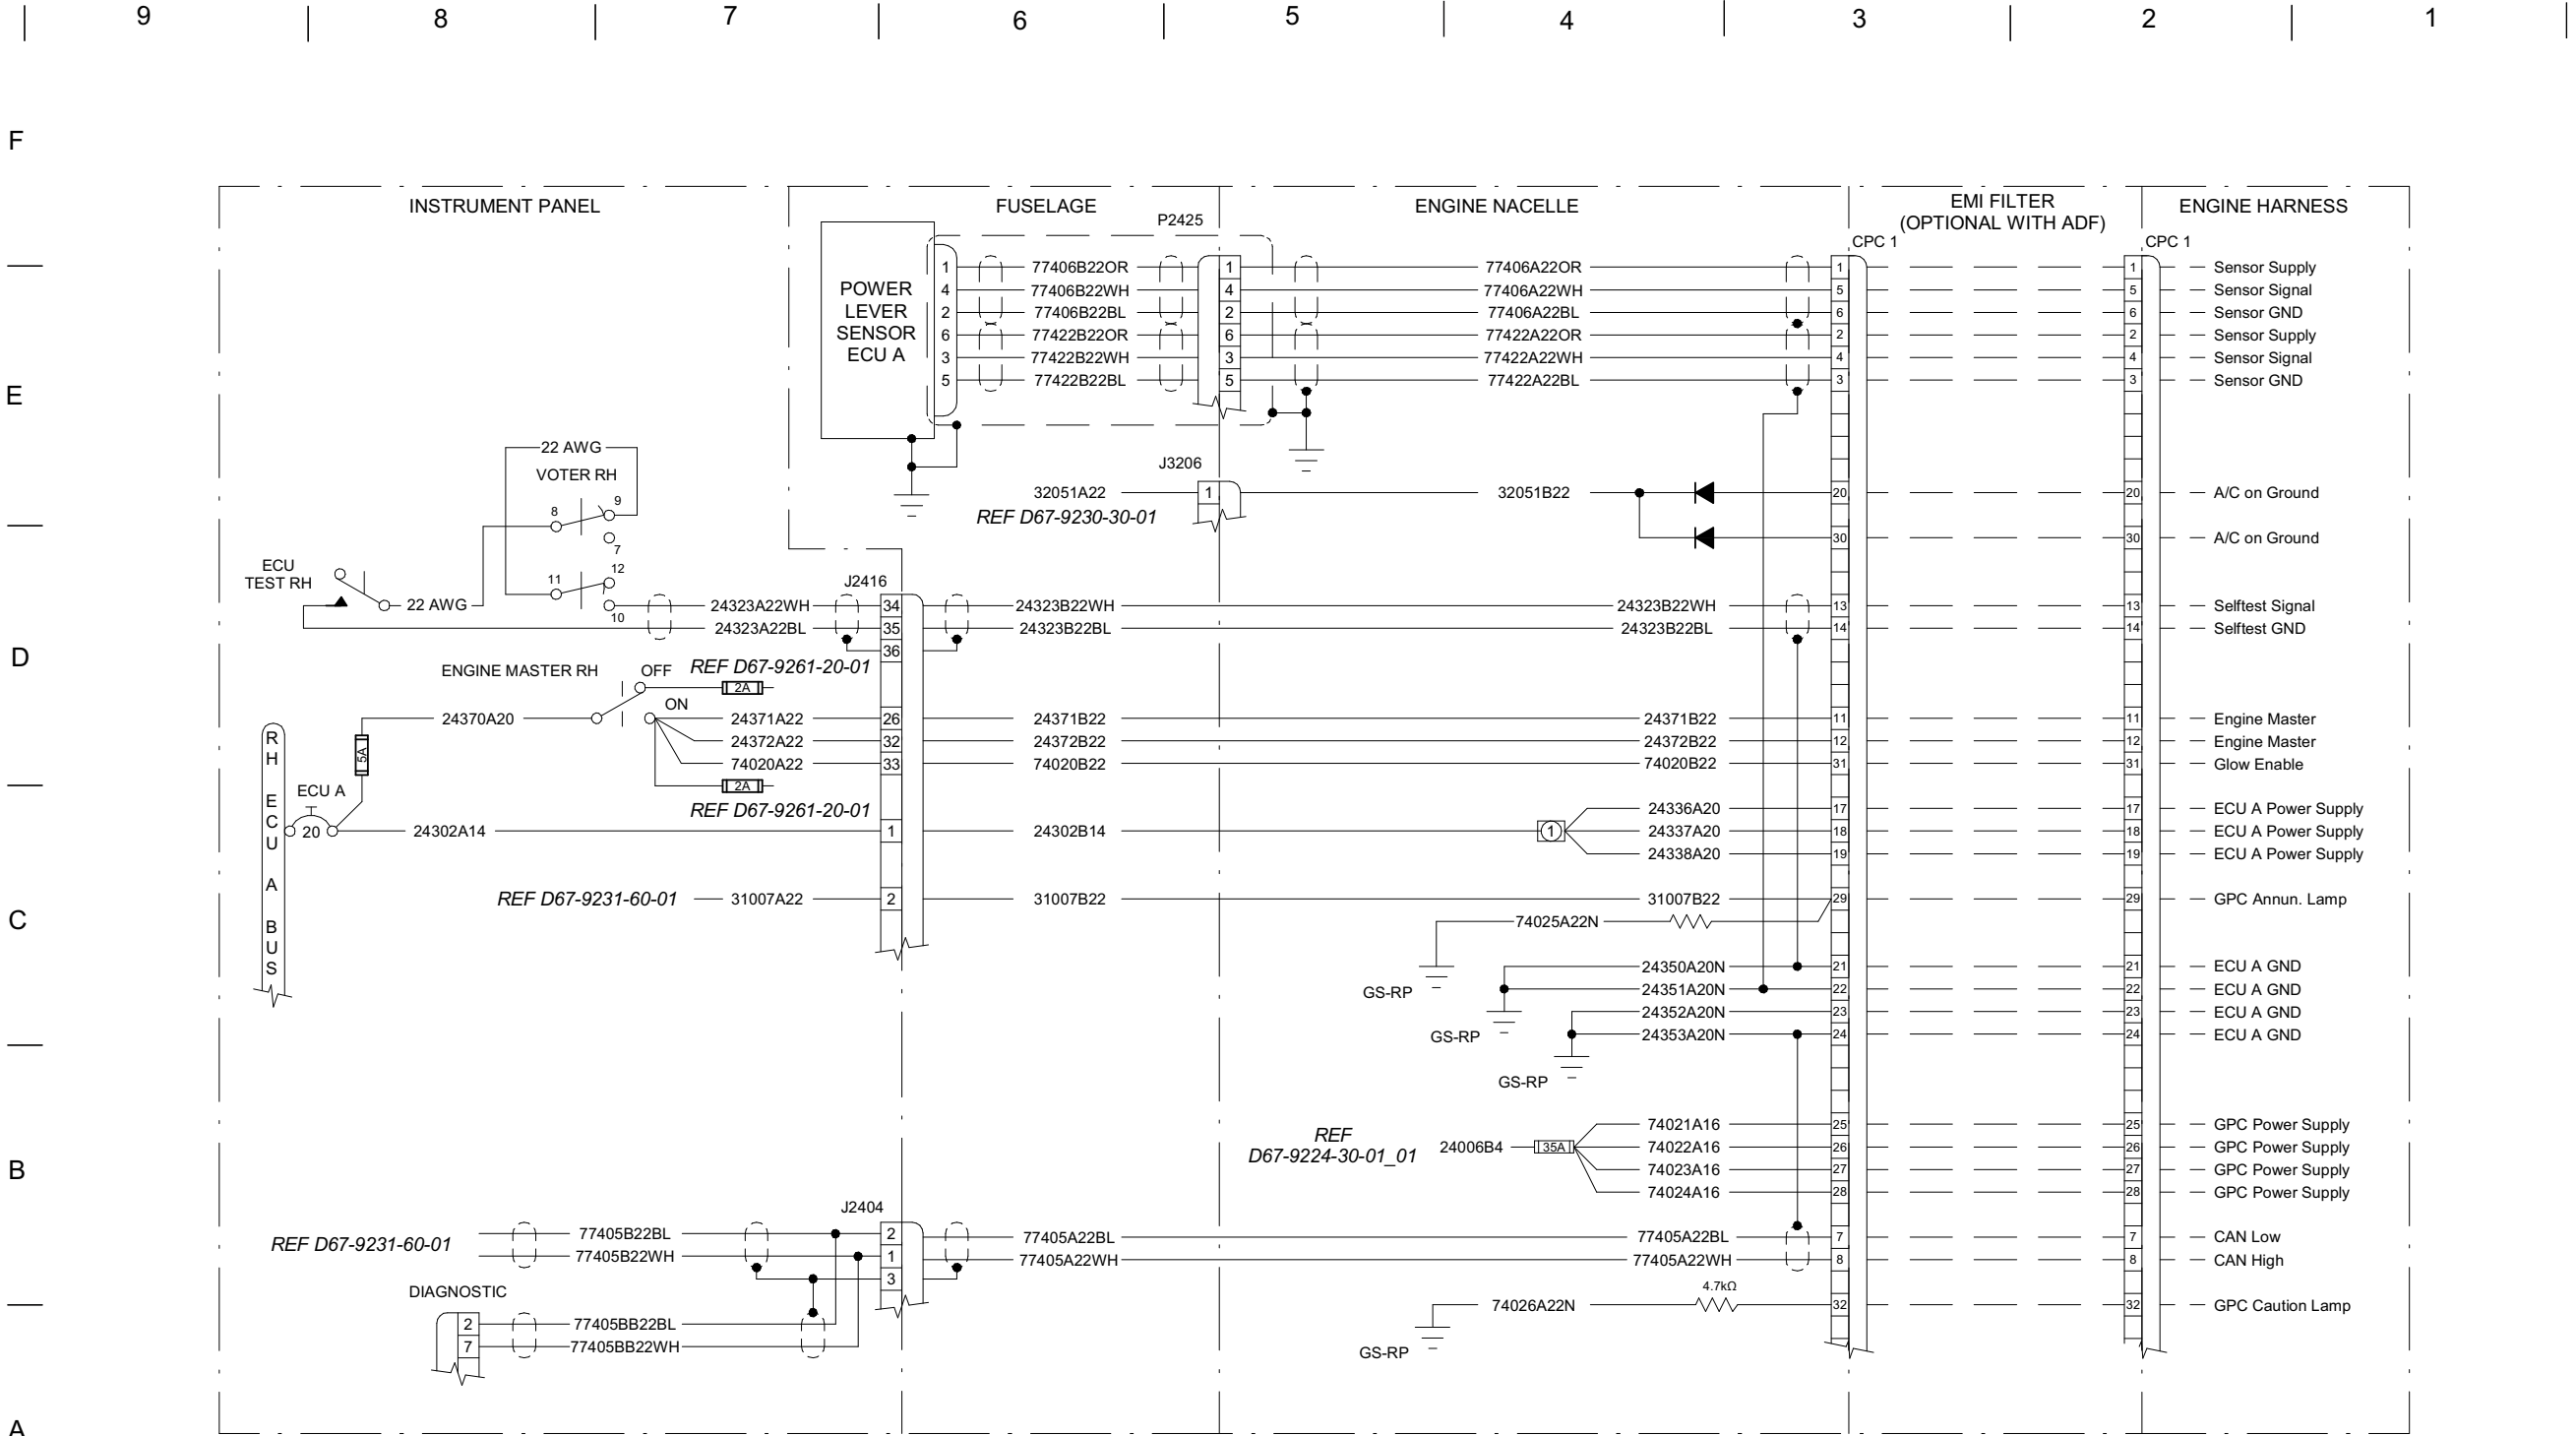 9 8 7 6 5 4 3 2 1
F
E
D
C
B
A
INSTRUMENT PANEL
FUSELAGE
ENGINE NACELLE
EMI FILTER
(OPTIONAL WITH ADF)
ENGINE HARNESS
P2425
CPC 1
CPC 1
POWER
LEVER
SENSOR
ECU A
1 77406B22OR 1 77406A22OR 1 1 Sensor Supply
4 77406B22WH 4 77406A22WH 5 5 Sensor Signal
2 77406B22BL 2 77406A22BL 6 6 Sensor GND
6 77422B22OR 6 77422A22OR 2 2 Sensor Supply
3 77422B22WH 3 77422A22WH 4 4 Sensor Signal
5 77422B22BL 5 77422A22BL 3 3 Sensor GND
22 AWG
VOTER RH
8 9
7
11 12
10
J3206
32051A22 1 32051B22 20 20 A/C on Ground
REF D67-9230-30-01
30 30 A/C on Ground
ECU
TEST RH
22 AWG
J2416
24323A22WH 34 24323B22WH 24323B22WH 13 13 Selftest Signal
24323A22BL 35 24323B22BL 24323B22BL 14 14 Selftest GND
36
ENGINE MASTER RH OFF REF D67-9261-20-01
2A
ON
24370A20 24371A22 26 24371B22 24371B22 11 11 Engine Master
24372A22 32 24372B22 24372B22 12 12 Engine Master
74020A22 33 74020B22 74020B22 31 31 Glow Enable
5A
2A
REF D67-9261-20-01
RH ECU A BUS
ECU A
20
24302A14 1 24302B14 1
24336A20 17 17 ECU A Power Supply
24337A20 18 18 ECU A Power Supply
24338A20 19 19 ECU A Power Supply
REF D67-9231-60-01 31007A22 2 31007B22 31007B22 29 29 GPC Annun. Lamp
74025A22N
GS-RP
24350A20N 21 21 ECU A GND
24351A20N 22 22 ECU A GND
GS-RP
24352A20N 23 23 ECU A GND
24353A20N 24 24 ECU A GND
GS-RP
REF
D67-9224-30-01_01
24006B4 35A
74021A16 25 25 GPC Power Supply
74022A16 26 26 GPC Power Supply
74023A16 27 27 GPC Power Supply
74024A16 28 28 GPC Power Supply
J2404
REF D67-9231-60-01
77405B22BL 2 77405A22BL 77405A22BL 7 7 CAN Low
77405B22WH 1 77405A22WH 77405A22WH 8 8 CAN High
3
DIAGNOSTIC
2 77405BB22BL
7 77405BB22WH
4.7kΩ
74026A22N 32 32 GPC Caution Lamp
GS-RP